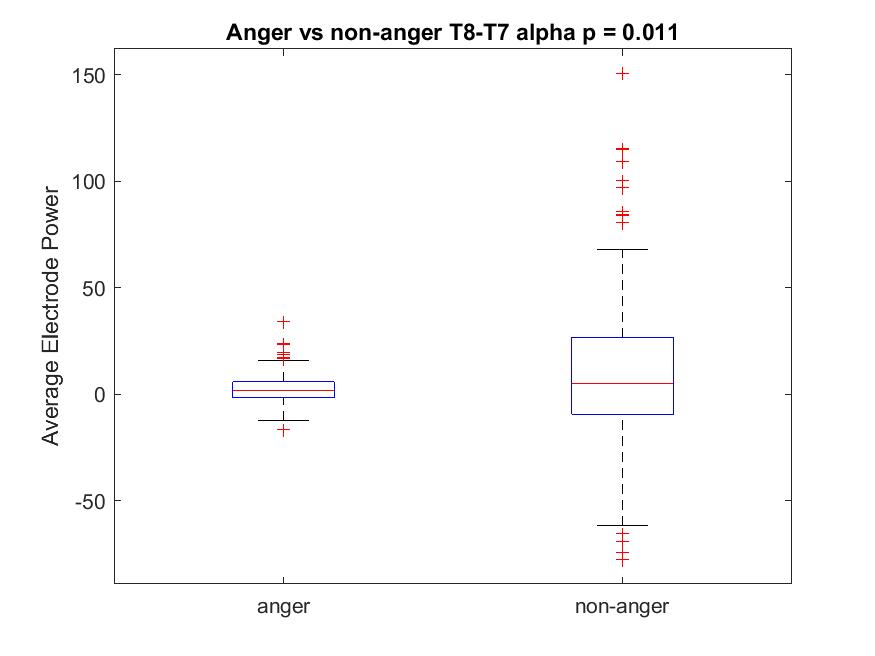 Anger vs non-anger T8-T7 alpha p = 0.011
150
100
50
0
-50
Average Electrode Power
anger non-anger